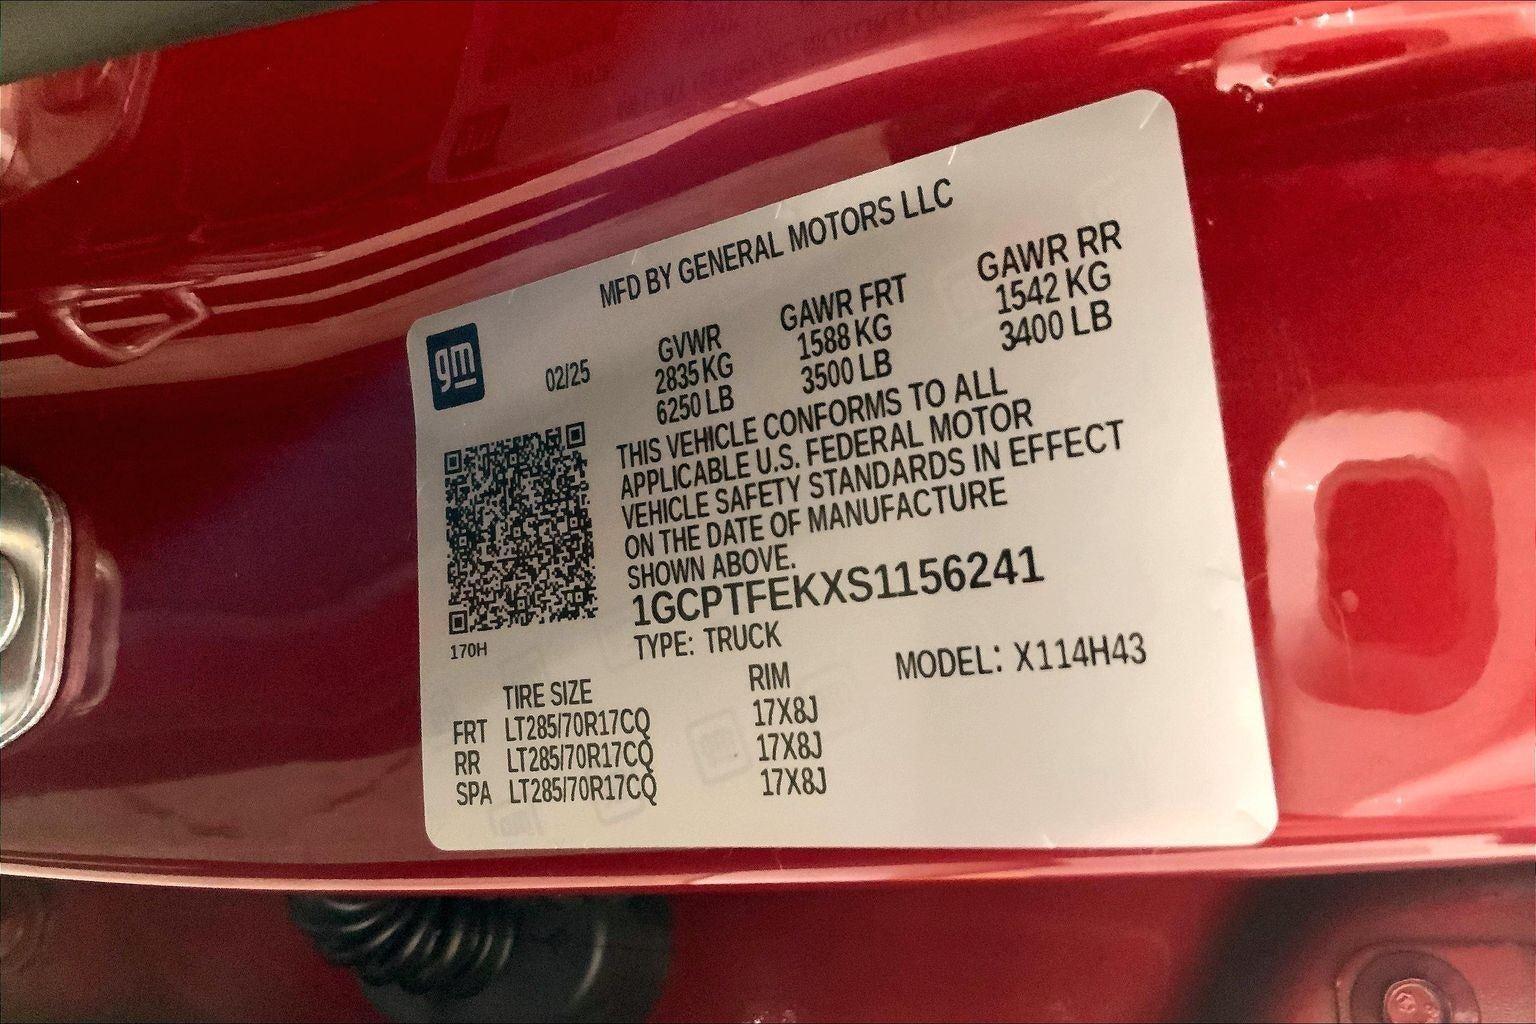 MFD BY GENERAL MOTORS LLC
gm
02/25
GVWR
2835 KG
6250 LB
GAWR FRT
1588 KG
3500 LB
GAWR RR
1542 KG
3400 LB
THIS VEHICLE CONFORMS TO ALL
APPLICABLE U.S. FEDERAL MOTOR
VEHICLE SAFETY STANDARDS IN EFFECT
ON THE DATE OF MANUFACTURE
SHOWN ABOVE.
1GCPTFEKXS1156241
170H
TYPE: TRUCK
MODEL: X114H43
TIRE SIZE RIM
FRT LT285/70R17CQ 17X8J
RR LT285/70R17CQ 17X8J
SPA LT285/70R17CQ 17X8J